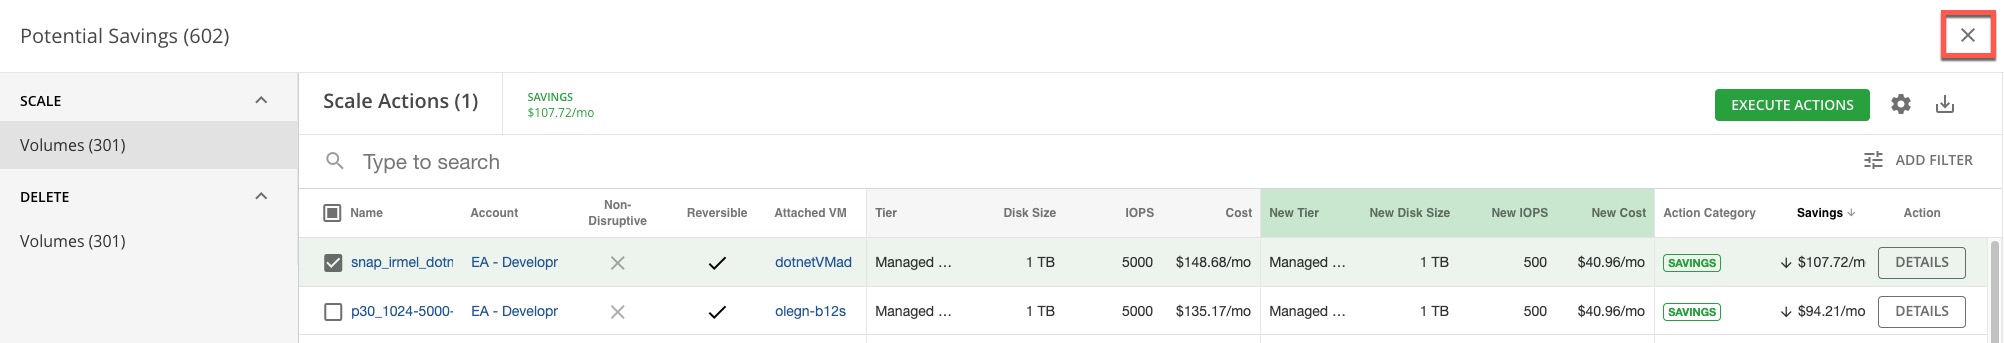 Potential Savings (602)
SCALE
Volumes (301)
DELETE
Volumes (301)
Scale Actions (1)
SAVINGS
$107.72/mo
EXECUTE ACTIONS
Type to search
ADD FILTER
Name Account Non-Disruptive Reversible Attached VM Tier Disk Size IOPS Cost New Tier New Disk Size New IOPS New Cost Action Category Savings ↓ Action
snap_irmel_dotn EA - Developr dotnetVMad Managed ... 1 TB 5000 $148.68/mo Managed ... 1 TB 500 $40.96/mo SAVINGS ↓ $107.72/m DETAILS
p30_1024-5000- EA - Developr olegn-b12s Managed ... 1 TB 5000 $135.17/mo Managed ... 1 TB 500 $40.96/mo SAVINGS ↓ $94.21/mo DETAILS